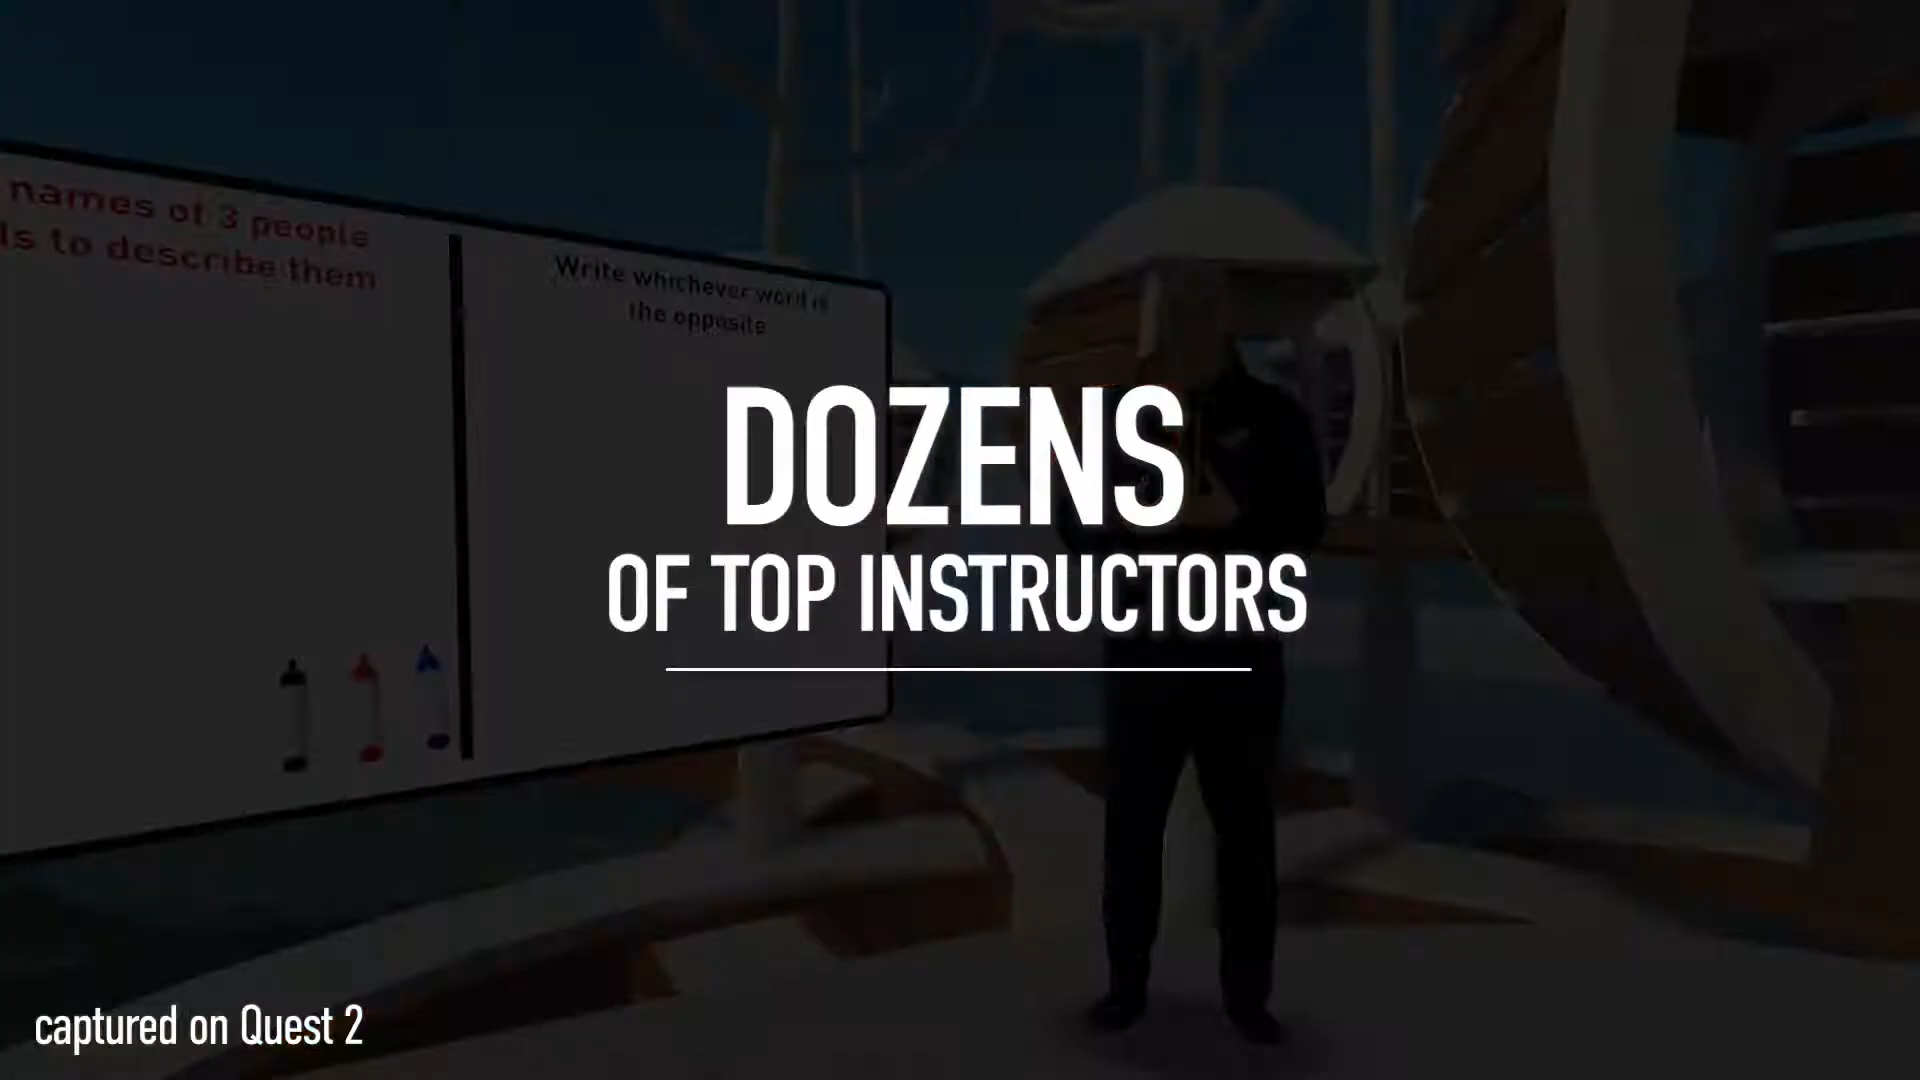 names of 3 people
ls to describe them
Write whichever word is
the opposite
DOZENS
OF TOP INSTRUCTORS
captured on Quest 2